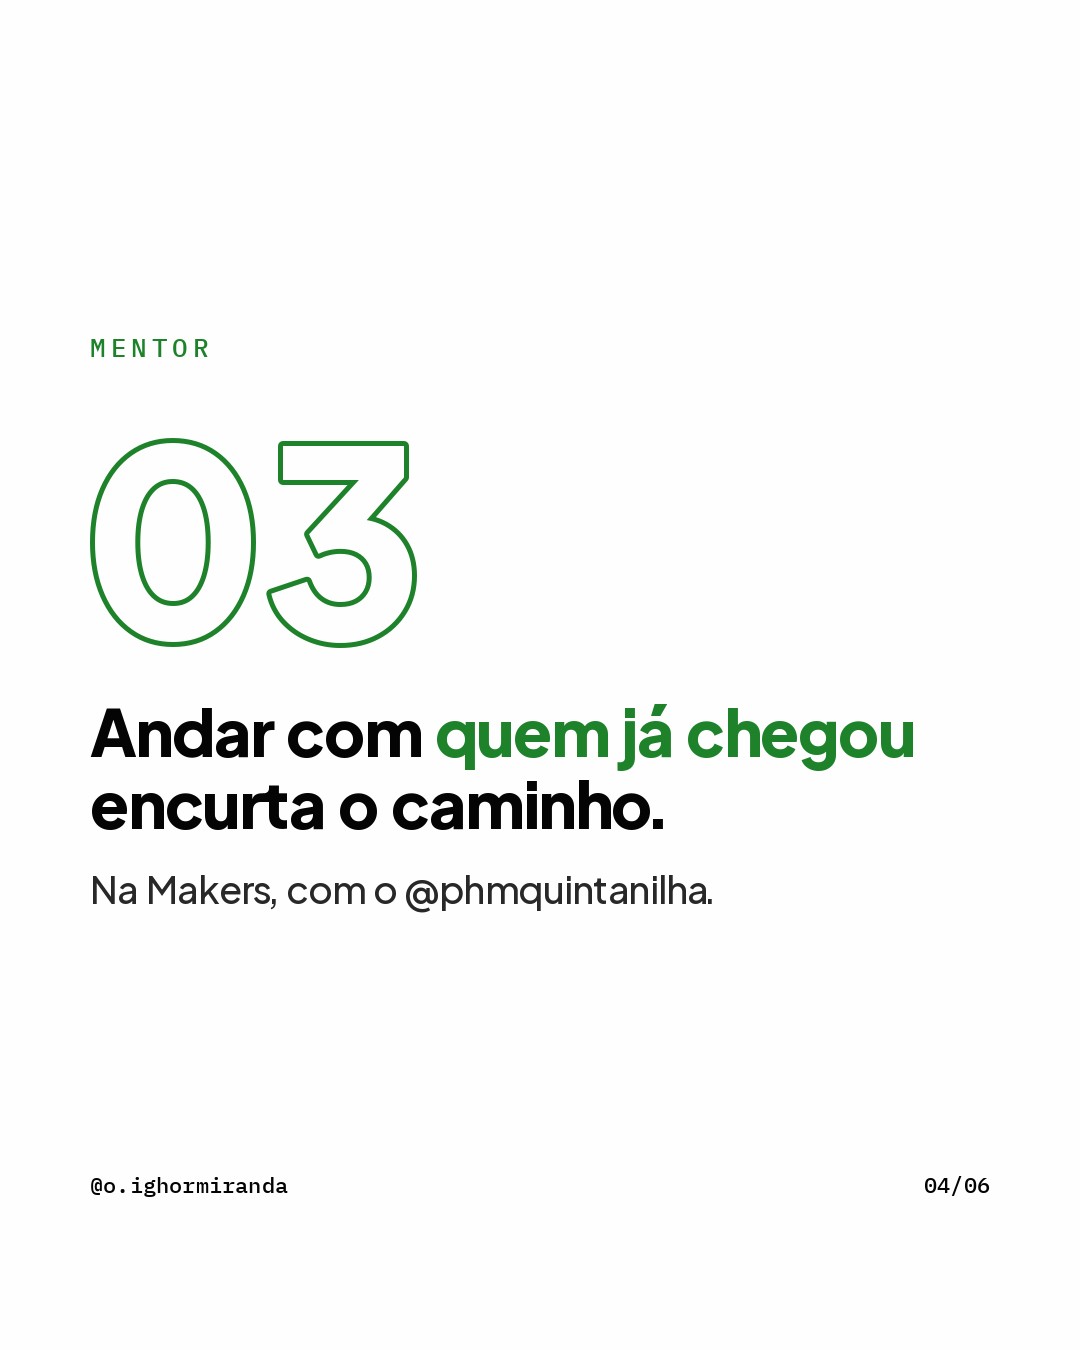 MENTOR
03
Andar com quem já chegou
encurta o caminho.
Na Makers, com o @phmquintanilha.
@o.ighormiranda
04/06